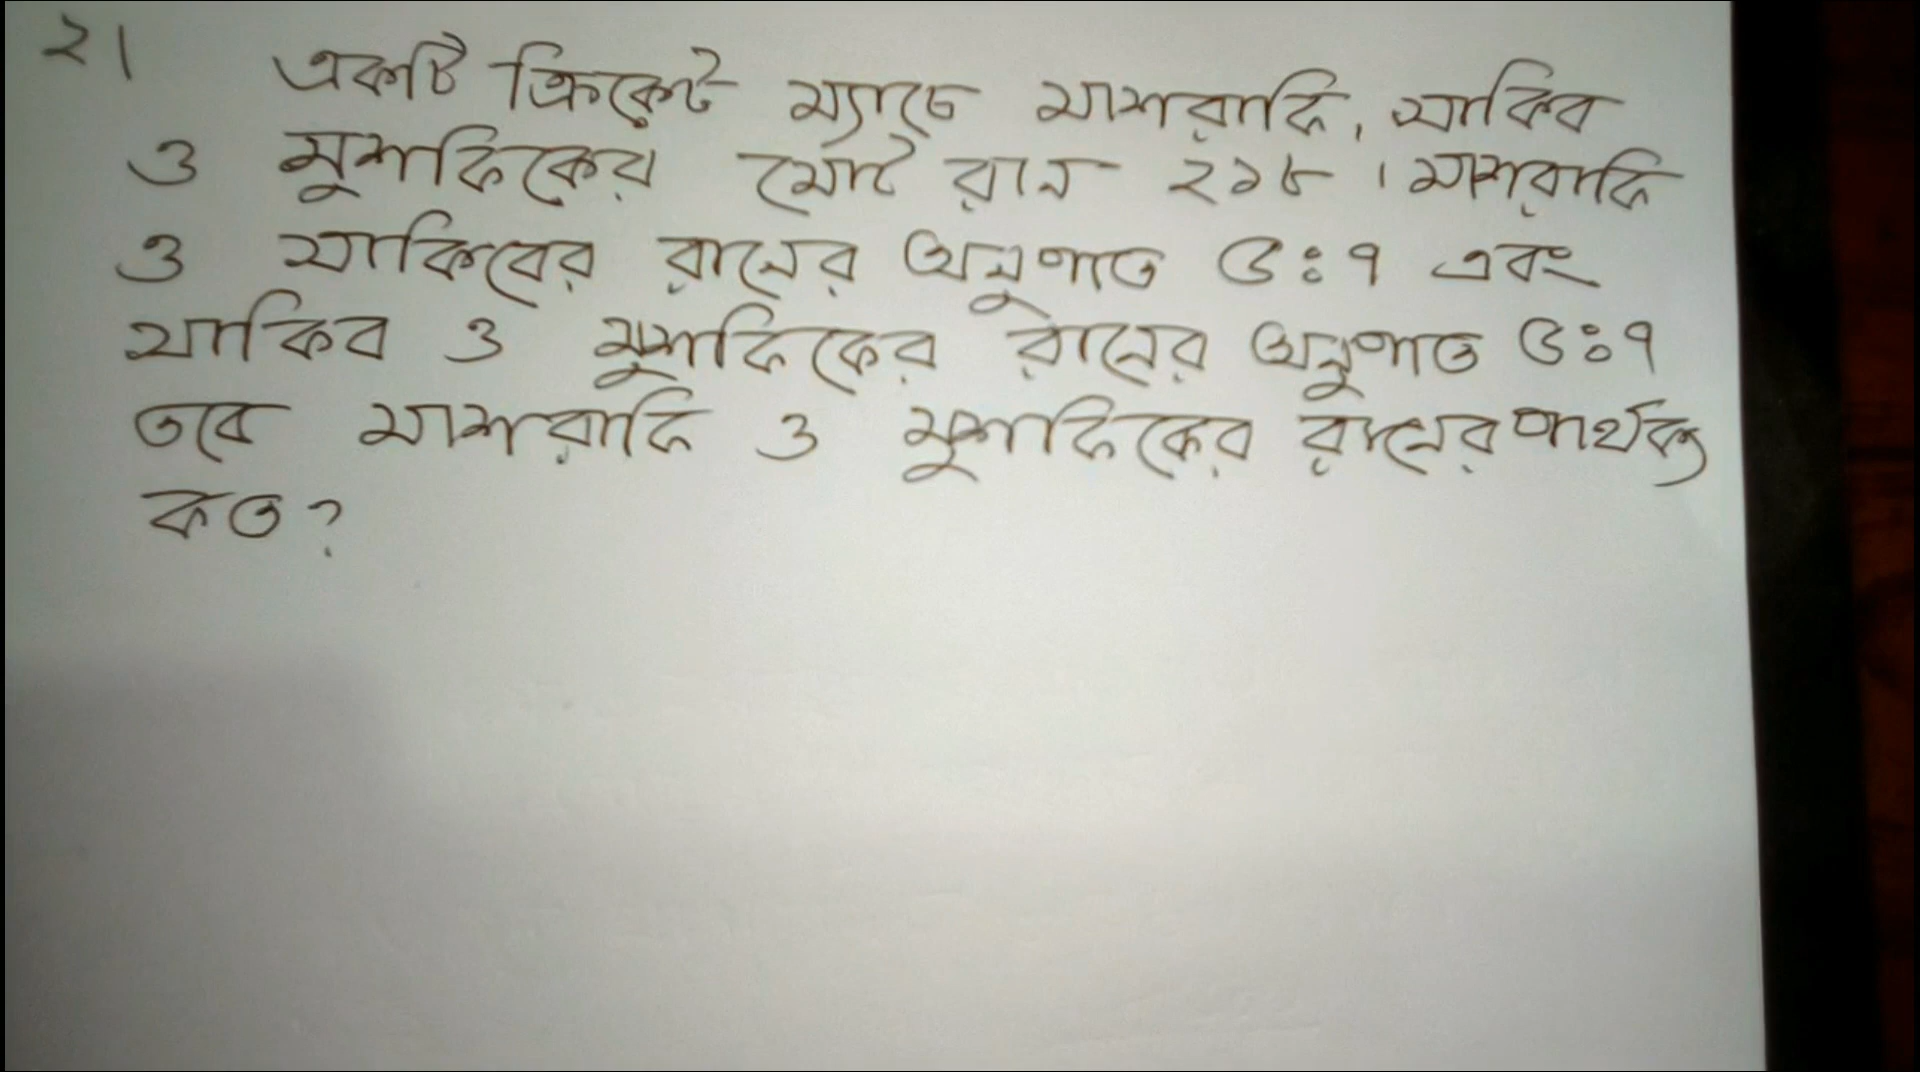 ২। একটি ক্রিকেট ম্যাচে মাশরাফি, সাকিব
ও মুশফিকের মোট রান ২১৮। মাশরাফি
ও সাকিবের রানের অনুপাত ৩:৭ এবং
সাকিব ও মুশফিকের রানের অনুপাত ৩:৭
তবে মাশরাফি ও মুশফিকের রানের পার্থক্য
কত?